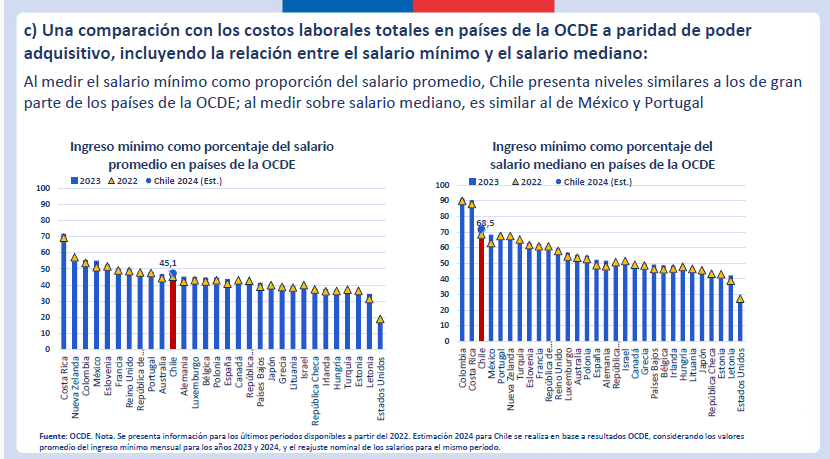 c) Una comparación con los costos laborales totales en países de la OCDE a paridad de poder
adquisitivo, incluyendo la relación entre el salario mínimo y el salario mediano:
Al medir el salario mínimo como proporción del salario promedio, Chile presenta niveles similares a los de gran
parte de los países de la OCDE; al medir sobre salario mediano, es similar al de México y Portugal
Ingreso mínimo como porcentaje del salario
promedio en países de la OCDE
2023 2022 Chile 2024 (Est.)
100
90
80
70
60
50
40
30
20
10
0
45,1
Costa Rica
Nueva Zelanda
Colombia
México
Eslovenia
Francia
Reino Unido
República de...
Portugal
Australia
Chile
Alemania
Luxemburgo
Bélgica
Polonia
España
Canadá
República...
Países Bajos
Japón
Grecia
Lituania
Israel
República Checa
Irlanda
Hungría
Turquía
Estonia
Letonia
Estados Unidos
Ingreso mínimo como porcentaje del
salario mediano en países de la OCDE
2023 2022 Chile 2024 (Est.)
100
90
80
70
60
50
40
30
20
10
0
68,5
Colombia
Costa Rica
Chile
México
Portugal
Nueva Zelanda
Turquía
Eslovenia
Francia
República de...
Reino Unido
Luxemburgo
Australia
Polonia
España
Alemania
República...
Israel
Canadá
Grecia
Países Bajos
Bélgica
Irlanda
Hungría
Lituania
Japón
República Checa
Estonia
Letonia
Estados Unidos
Fuente: OCDE. Nota. Se presenta información para los últimos periodos disponibles a partir del 2022. Estimación 2024 para Chile se realiza en base a resultados OCDE, considerando los valores
promedio del ingreso mínimo mensual para los años 2023 y 2024, y el reajuste nominal de los salarios para el mismo periodo.